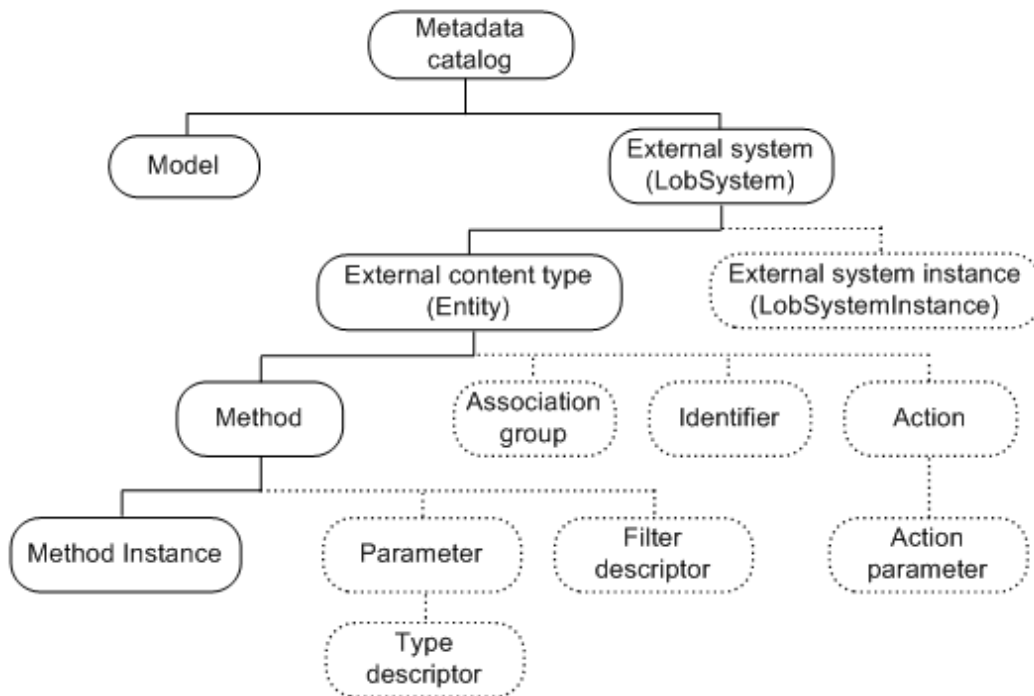 Metadata
catalog
Model
External system
(LobSystem)
External content type
(Entity)
External system instance
(LobSystemInstance)
Method
Association
group
Identifier
Action
Method Instance
Parameter
Filter
descriptor
Action
parameter
Type
descriptor